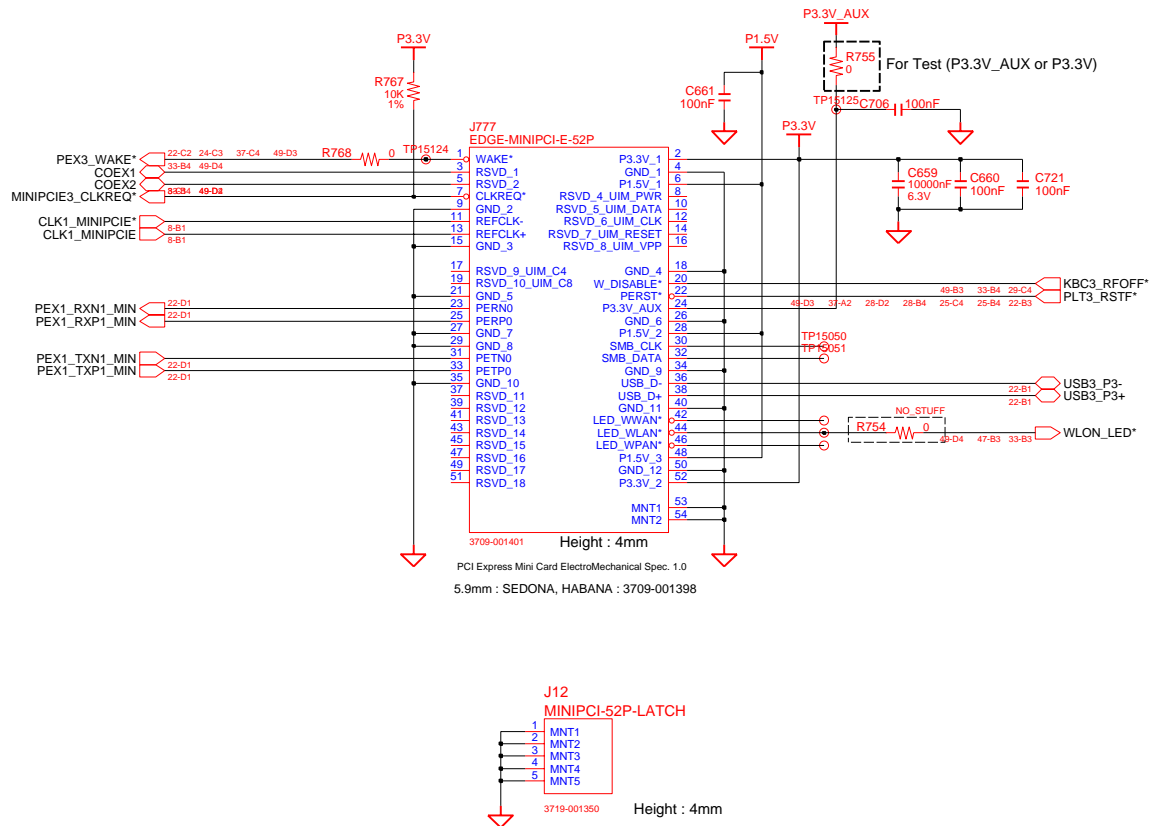 P3.3V_AUX
P3.3V
P1.5V
R755
0
For Test (P3.3V_AUX or P3.3V)
R767
10K
1%
C661
100nF
TP15125
C706
100nF
P3.3V
J777
EDGE-MINIPCI-E-52P
PEX3_WAKE*
22-C2 24-C3 37-C4 49-D3
R768
0
TP15124
1 WAKE* P3.3V_1 2
COEX1
33-B4 49-D4
3 RSVD_1 GND_1 4
COEX2
5 RSVD_2 P1.5V_1 6
MINIPCIE3_CLKREQ*
7 CLKREQ* RSVD_4_UIM_PWR 8
9 GND_2 RSVD_5_UIM_DATA 10
CLK1_MINIPCIE*
8-B1
11 REFCLK- RSVD_6_UIM_CLK 12
CLK1_MINIPCIE
8-B1
13 REFCLK+ RSVD_7_UIM_RESET 14
15 GND_3 RSVD_8_UIM_VPP 16
C659
10000nF
6.3V
C660
100nF
C721
100nF
17 RSVD_9_UIM_C4 GND_4 18
19 RSVD_10_UIM_C8 W_DISABLE* 20
KBC3_RFOFF*
49-B3 33-B4 29-C4
21 GND_5 PERST* 22
PLT3_RSTF*
49-D3 37-A2 28-D2 28-B4 25-C4 25-B4 22-B3
PEX1_RXN1_MIN
22-D1
23 PERN0 P3.3V_AUX 24
PEX1_RXP1_MIN
22-D1
25 PERP0 GND_6 26
27 GND_7 P1.5V_2 28
29 GND_8 SMB_CLK 30
TP15050
PEX1_TXN1_MIN
22-D1
31 PETN0 SMB_DATA 32
TP15051
PEX1_TXP1_MIN
22-D1
33 PETP0 GND_9 34
35 GND_10 USB_D- 36
USB3_P3-
22-B1
37 RSVD_11 USB_D+ 38
USB3_P3+
22-B1
39 RSVD_12 GND_11 40
41 RSVD_13 LED_WWAN* 42
NO_STUFF
43 RSVD_14 LED_WLAN* 44
R754
0
49-D4 47-B3 33-B3
WLON_LED*
45 RSVD_15 LED_WPAN* 46
47 RSVD_16 P1.5V_3 48
49 RSVD_17 GND_12 50
51 RSVD_18 P3.3V_2 52
MNT1 53
MNT2 54
3709-001401
Height : 4mm
PCI Express Mini Card ElectroMechanical Spec. 1.0
5.9mm : SEDONA, HABANA : 3709-001398
J12
MINIPCI-52P-LATCH
1 MNT1
2 MNT2
3 MNT3
4 MNT4
5 MNT5
3719-001350
Height : 4mm